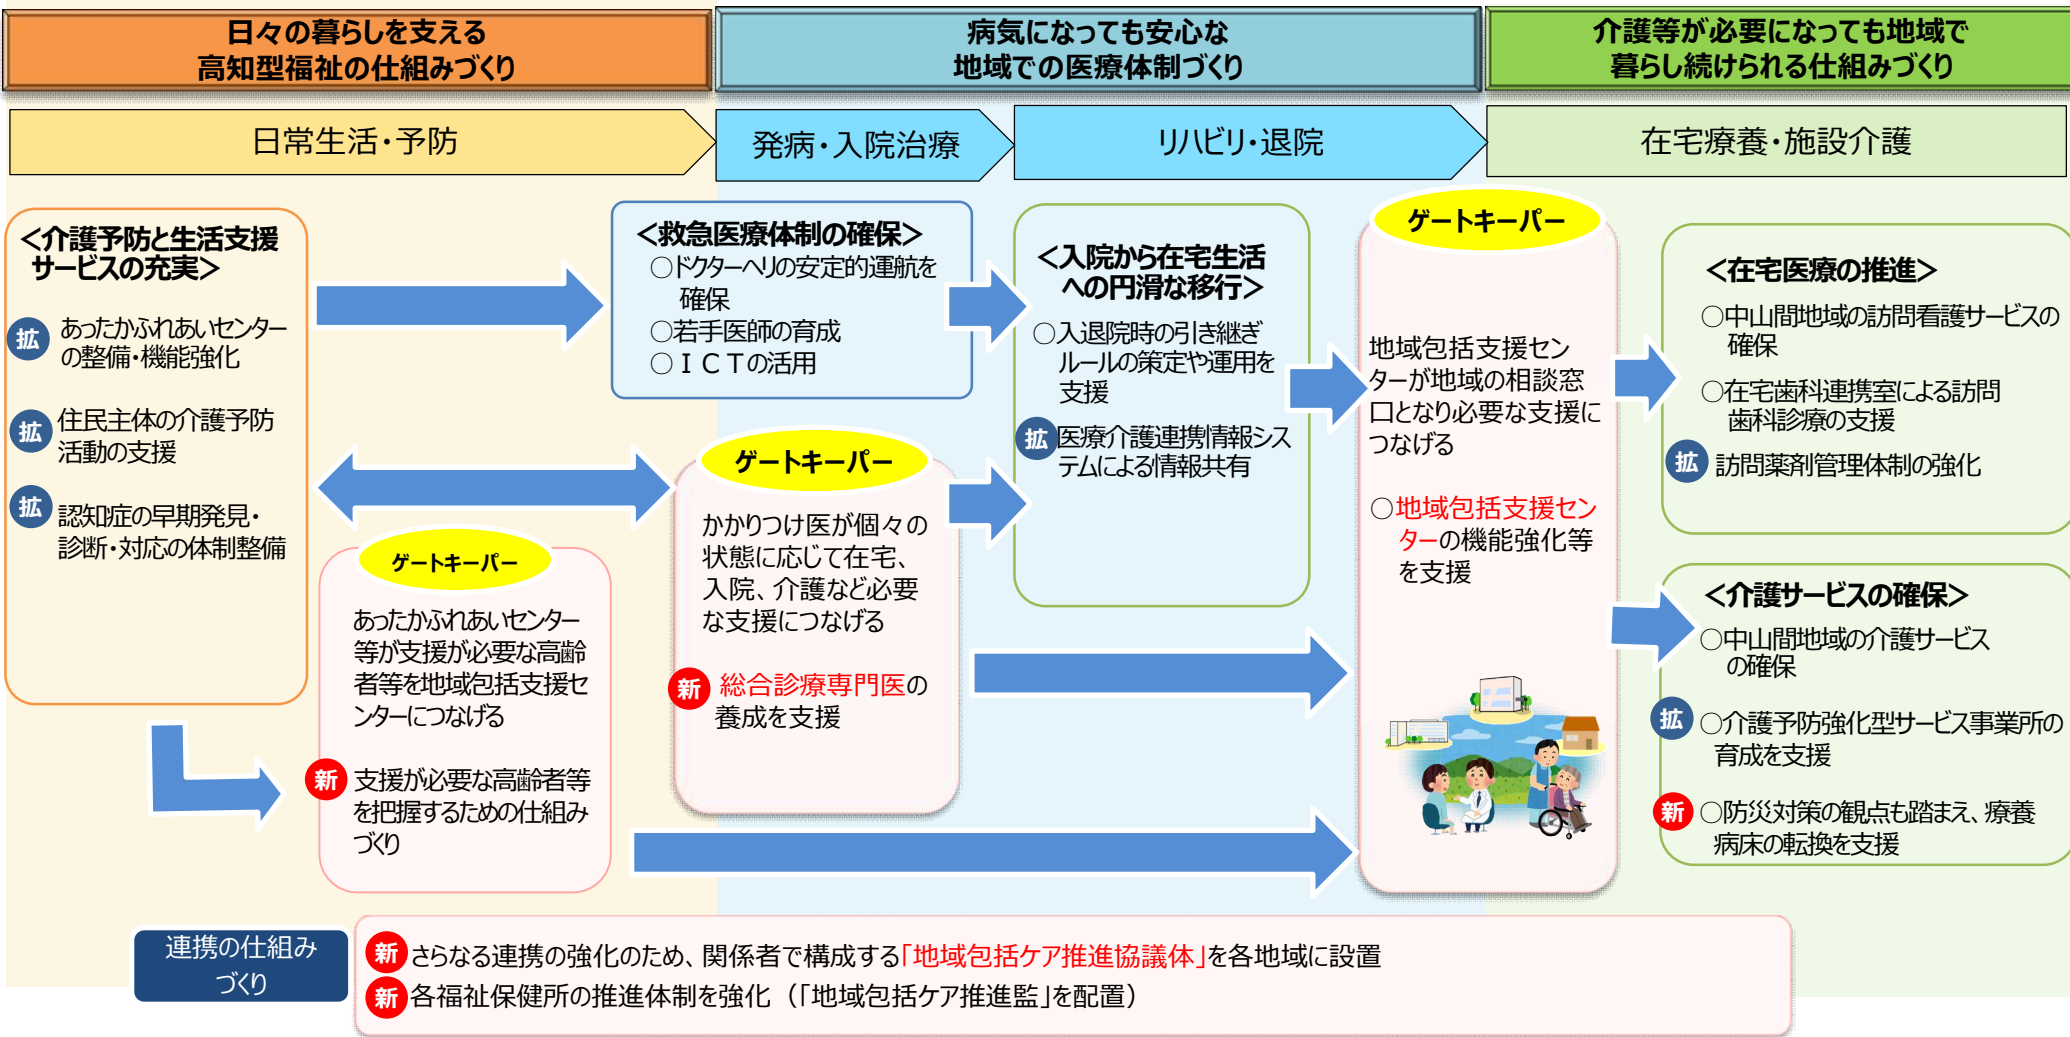 日々の暮らしを支える
高知型福祉の仕組みづくり
病気になっても安心な
地域での医療体制づくり
介護等が必要になっても地域で
暮らし続けられる仕組みづくり
日常生活・予防
発病・入院治療
リハビリ・退院
在宅療養・施設介護
<介護予防と生活支援
サービスの充実>
拡 あったかふれあいセンター
の整備・機能強化
拡 住民主体の介護予防
活動の支援
拡 認知症の早期発見・
診断・対応の体制整備
ゲートキーパー
あったかふれあいセンター
等が支援が必要な高齢
者等を地域包括支援セ
ンターにつなげる
新 支援が必要な高齢者等
を把握するための仕組み
づくり
<救急医療体制の確保>
○ドクターヘリの安定的運航を
確保
○若手医師の育成
○ＩＣＴの活用
ゲートキーパー
かかりつけ医が個々の
状態に応じて在宅、
入院、介護など必要
な支援につなげる
新 総合診療専門医の
養成を支援
<入院から在宅生活
への円滑な移行>
○入退院時の引き継ぎ
ルールの策定や運用を
支援
拡 医療介護連携情報シス
テムによる情報共有
ゲートキーパー
地域包括支援セン
ターが地域の相談窓
口となり必要な支援に
つなげる
○地域包括支援セン
ターの機能強化等
を支援
<在宅医療の推進>
○中山間地域の訪問看護サービスの
確保
○在宅歯科連携室による訪問
歯科診療の支援
拡 訪問薬剤管理体制の強化
<介護サービスの確保>
○中山間地域の介護サービス
の確保
拡 ○介護予防強化型サービス事業所の
育成を支援
新 ○防災対策の観点も踏まえ、療養
病床の転換を支援
連携の仕組み
づくり
新 さらなる連携の強化のため、関係者で構成する「地域包括ケア推進協議体」を各地域に設置
新 各福祉保健所の推進体制を強化（「地域包括ケア推進監」を配置）